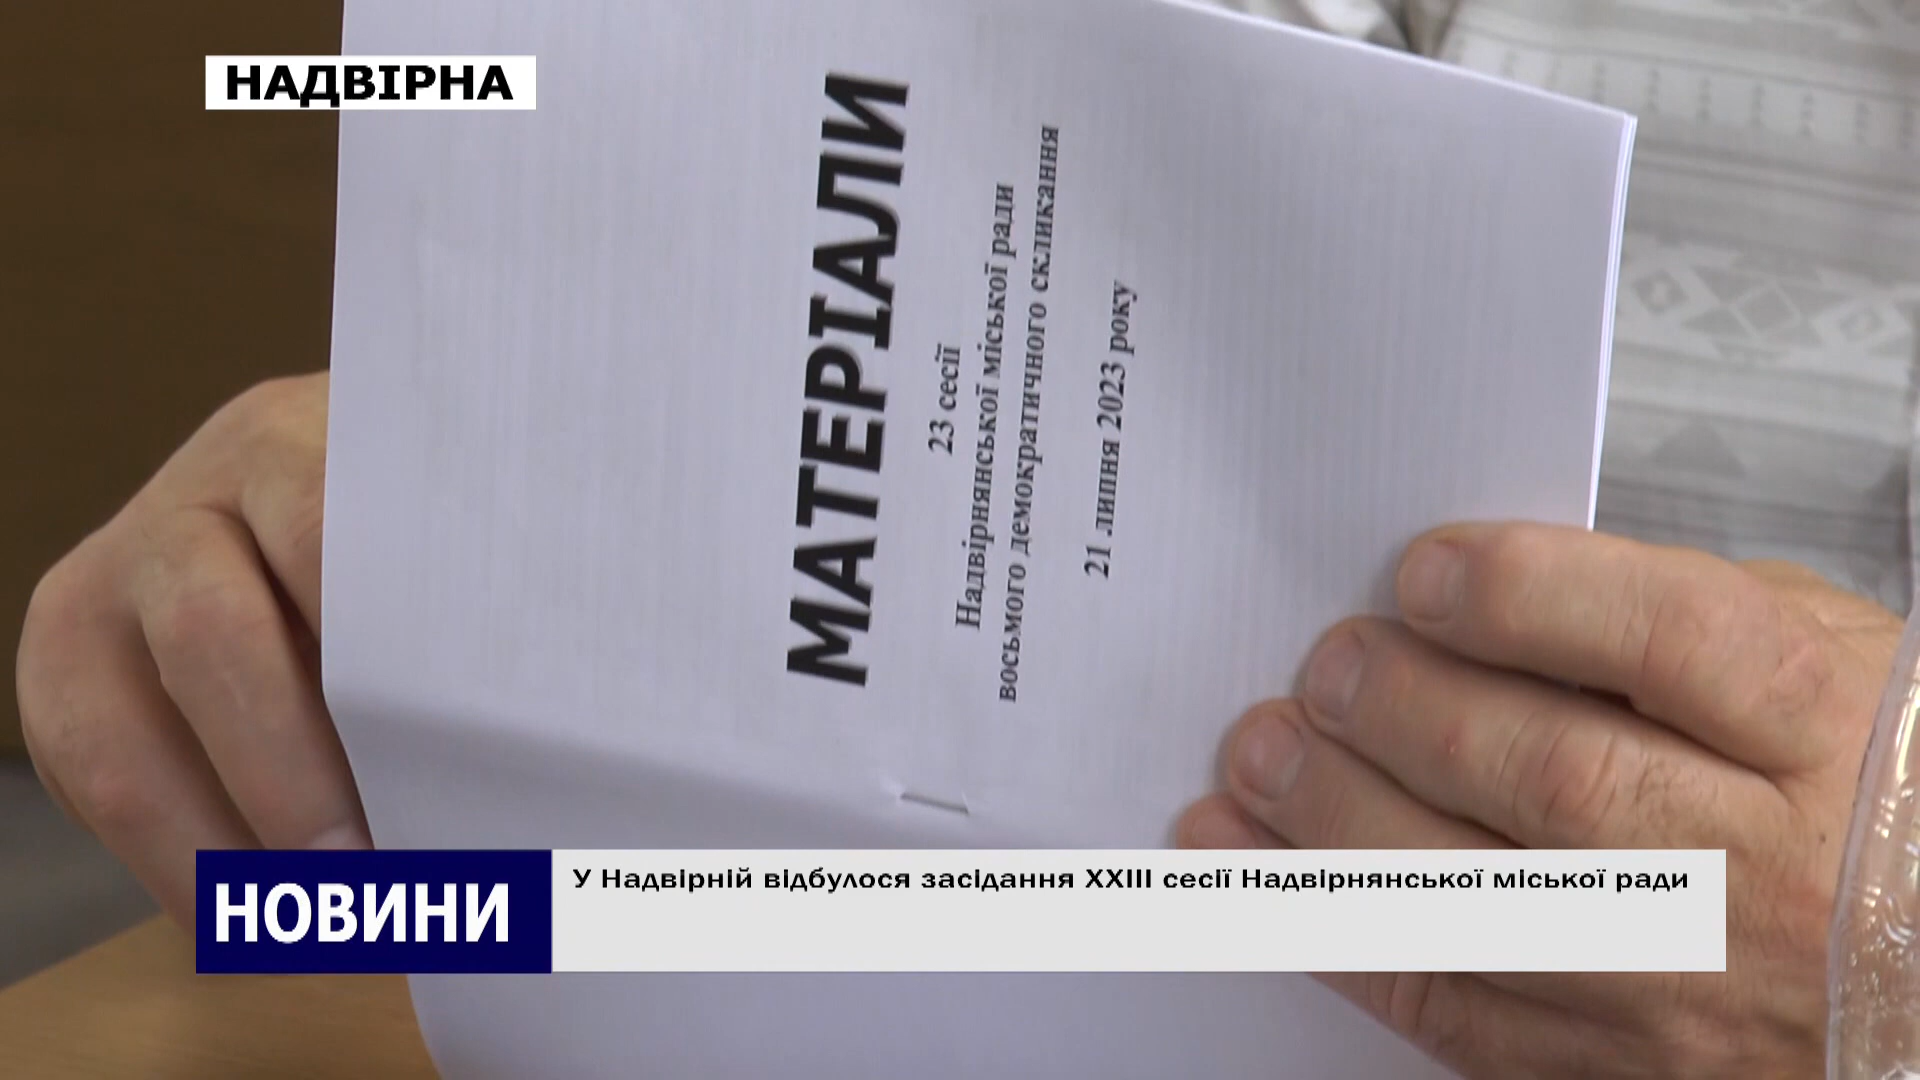 НАДВІРНА
МАТЕРІАЛИ
23 сесії
Надвірнянської міської ради
восьмого демократичного скликання
21 липня 2023 року
НОВИНИ
У Надвірній відбулося засідання XXIII сесії Надвірнянської міської ради